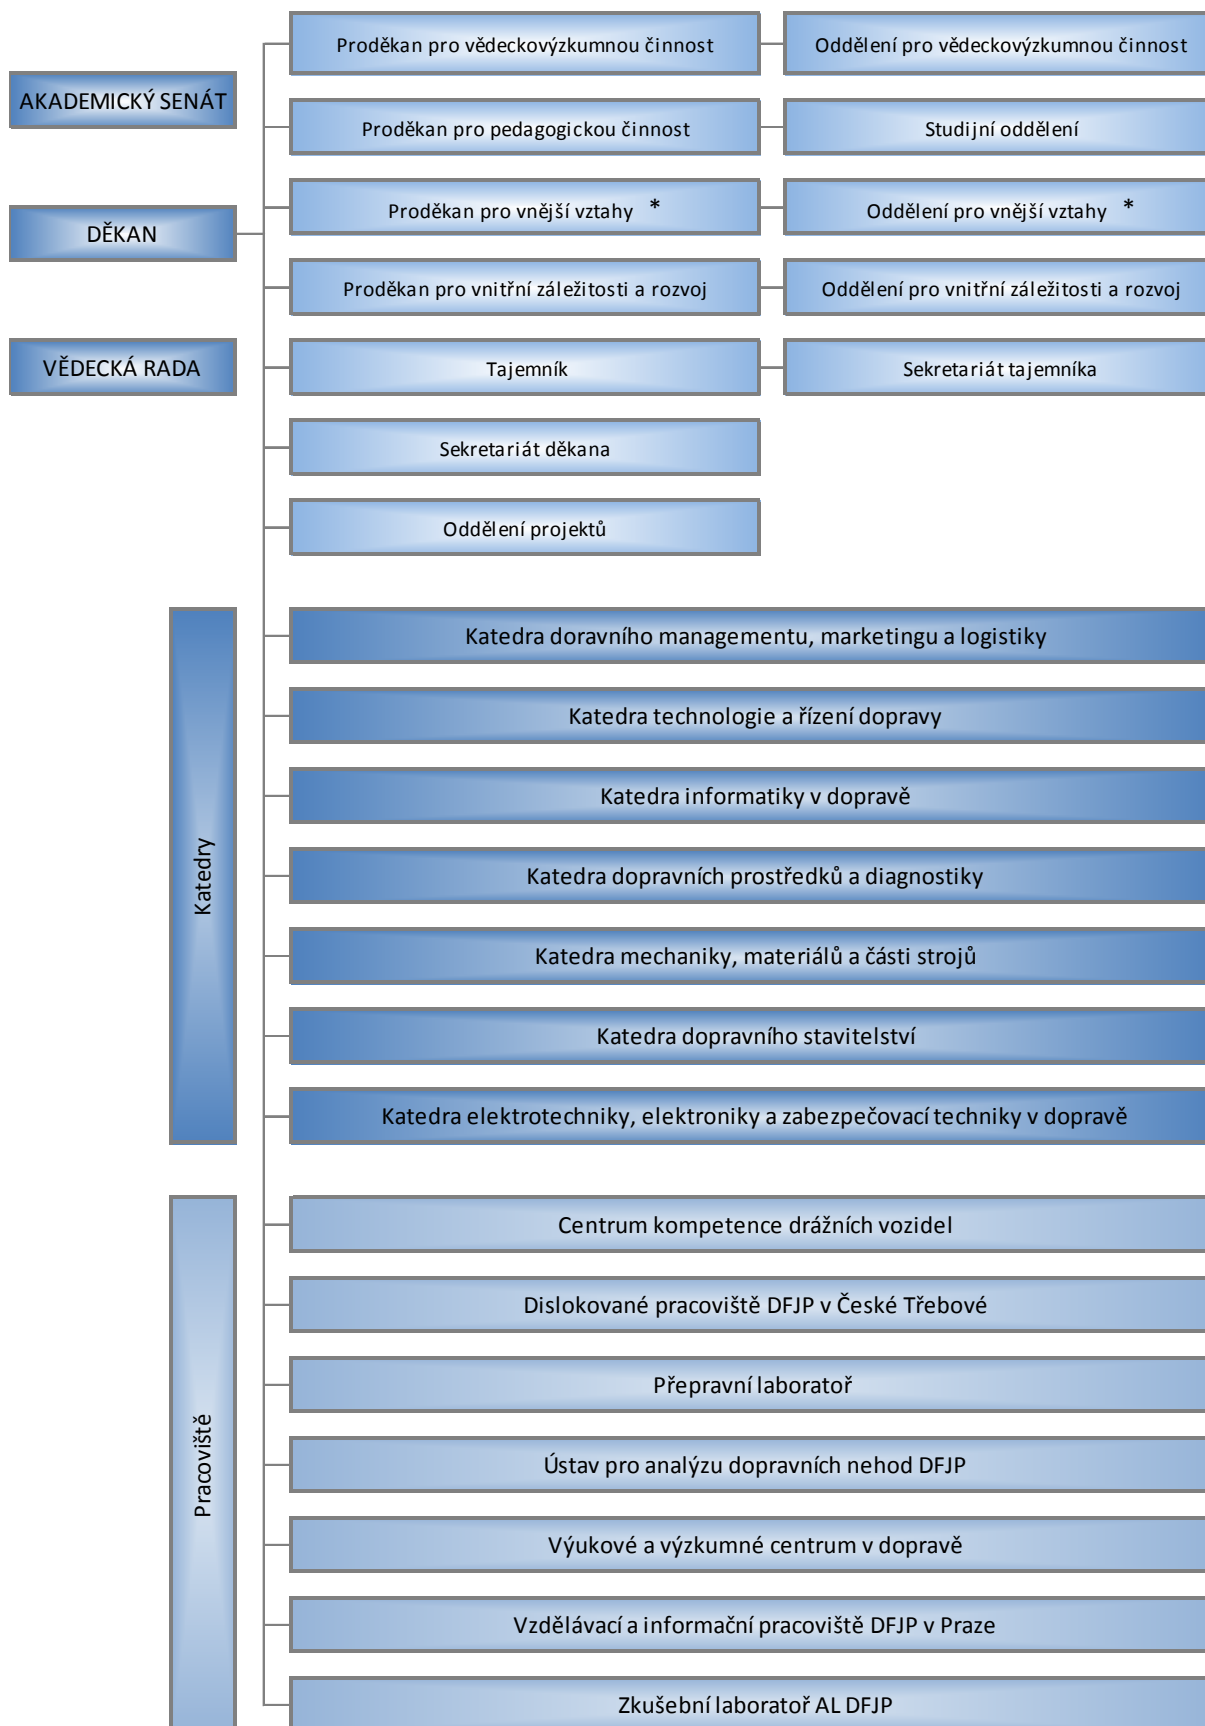 Proděkan pro vědeckovýzkumnou činnost
Oddělení pro vědeckovýzkumnou činnost
AKADEMICKÝ SENÁT
Proděkan pro pedagogickou činnost
Studijní oddělení
Proděkan pro vnější vztahy *
Oddělení pro vnější vztahy *
DĚKAN
Proděkan pro vnitřní záležitosti a rozvoj
Oddělení pro vnitřní záležitosti a rozvoj
VĚDECKÁ RADA
Tajemník
Sekretariát tajemníka
Sekretariát děkana
Oddělení projektů
Katedry
Katedra doravního managementu, marketingu a logistiky
Katedra technologie a řízení dopravy
Katedra informatiky v dopravě
Katedra dopravních prostředků a diagnostiky
Katedra mechaniky, materiálů a části strojů
Katedra dopravního stavitelství
Katedra elektrotechniky, elektroniky a zabezpečovací techniky v dopravě
Pracoviště
Centrum kompetence drážních vozidel
Dislokované pracoviště DFJP v České Třebové
Přepravní laboratoř
Ústav pro analýzu dopravních nehod DFJP
Výukové a výzkumné centrum v dopravě
Vzdělávací a informační pracoviště DFJP v Praze
Zkušební laboratoř AL DFJP